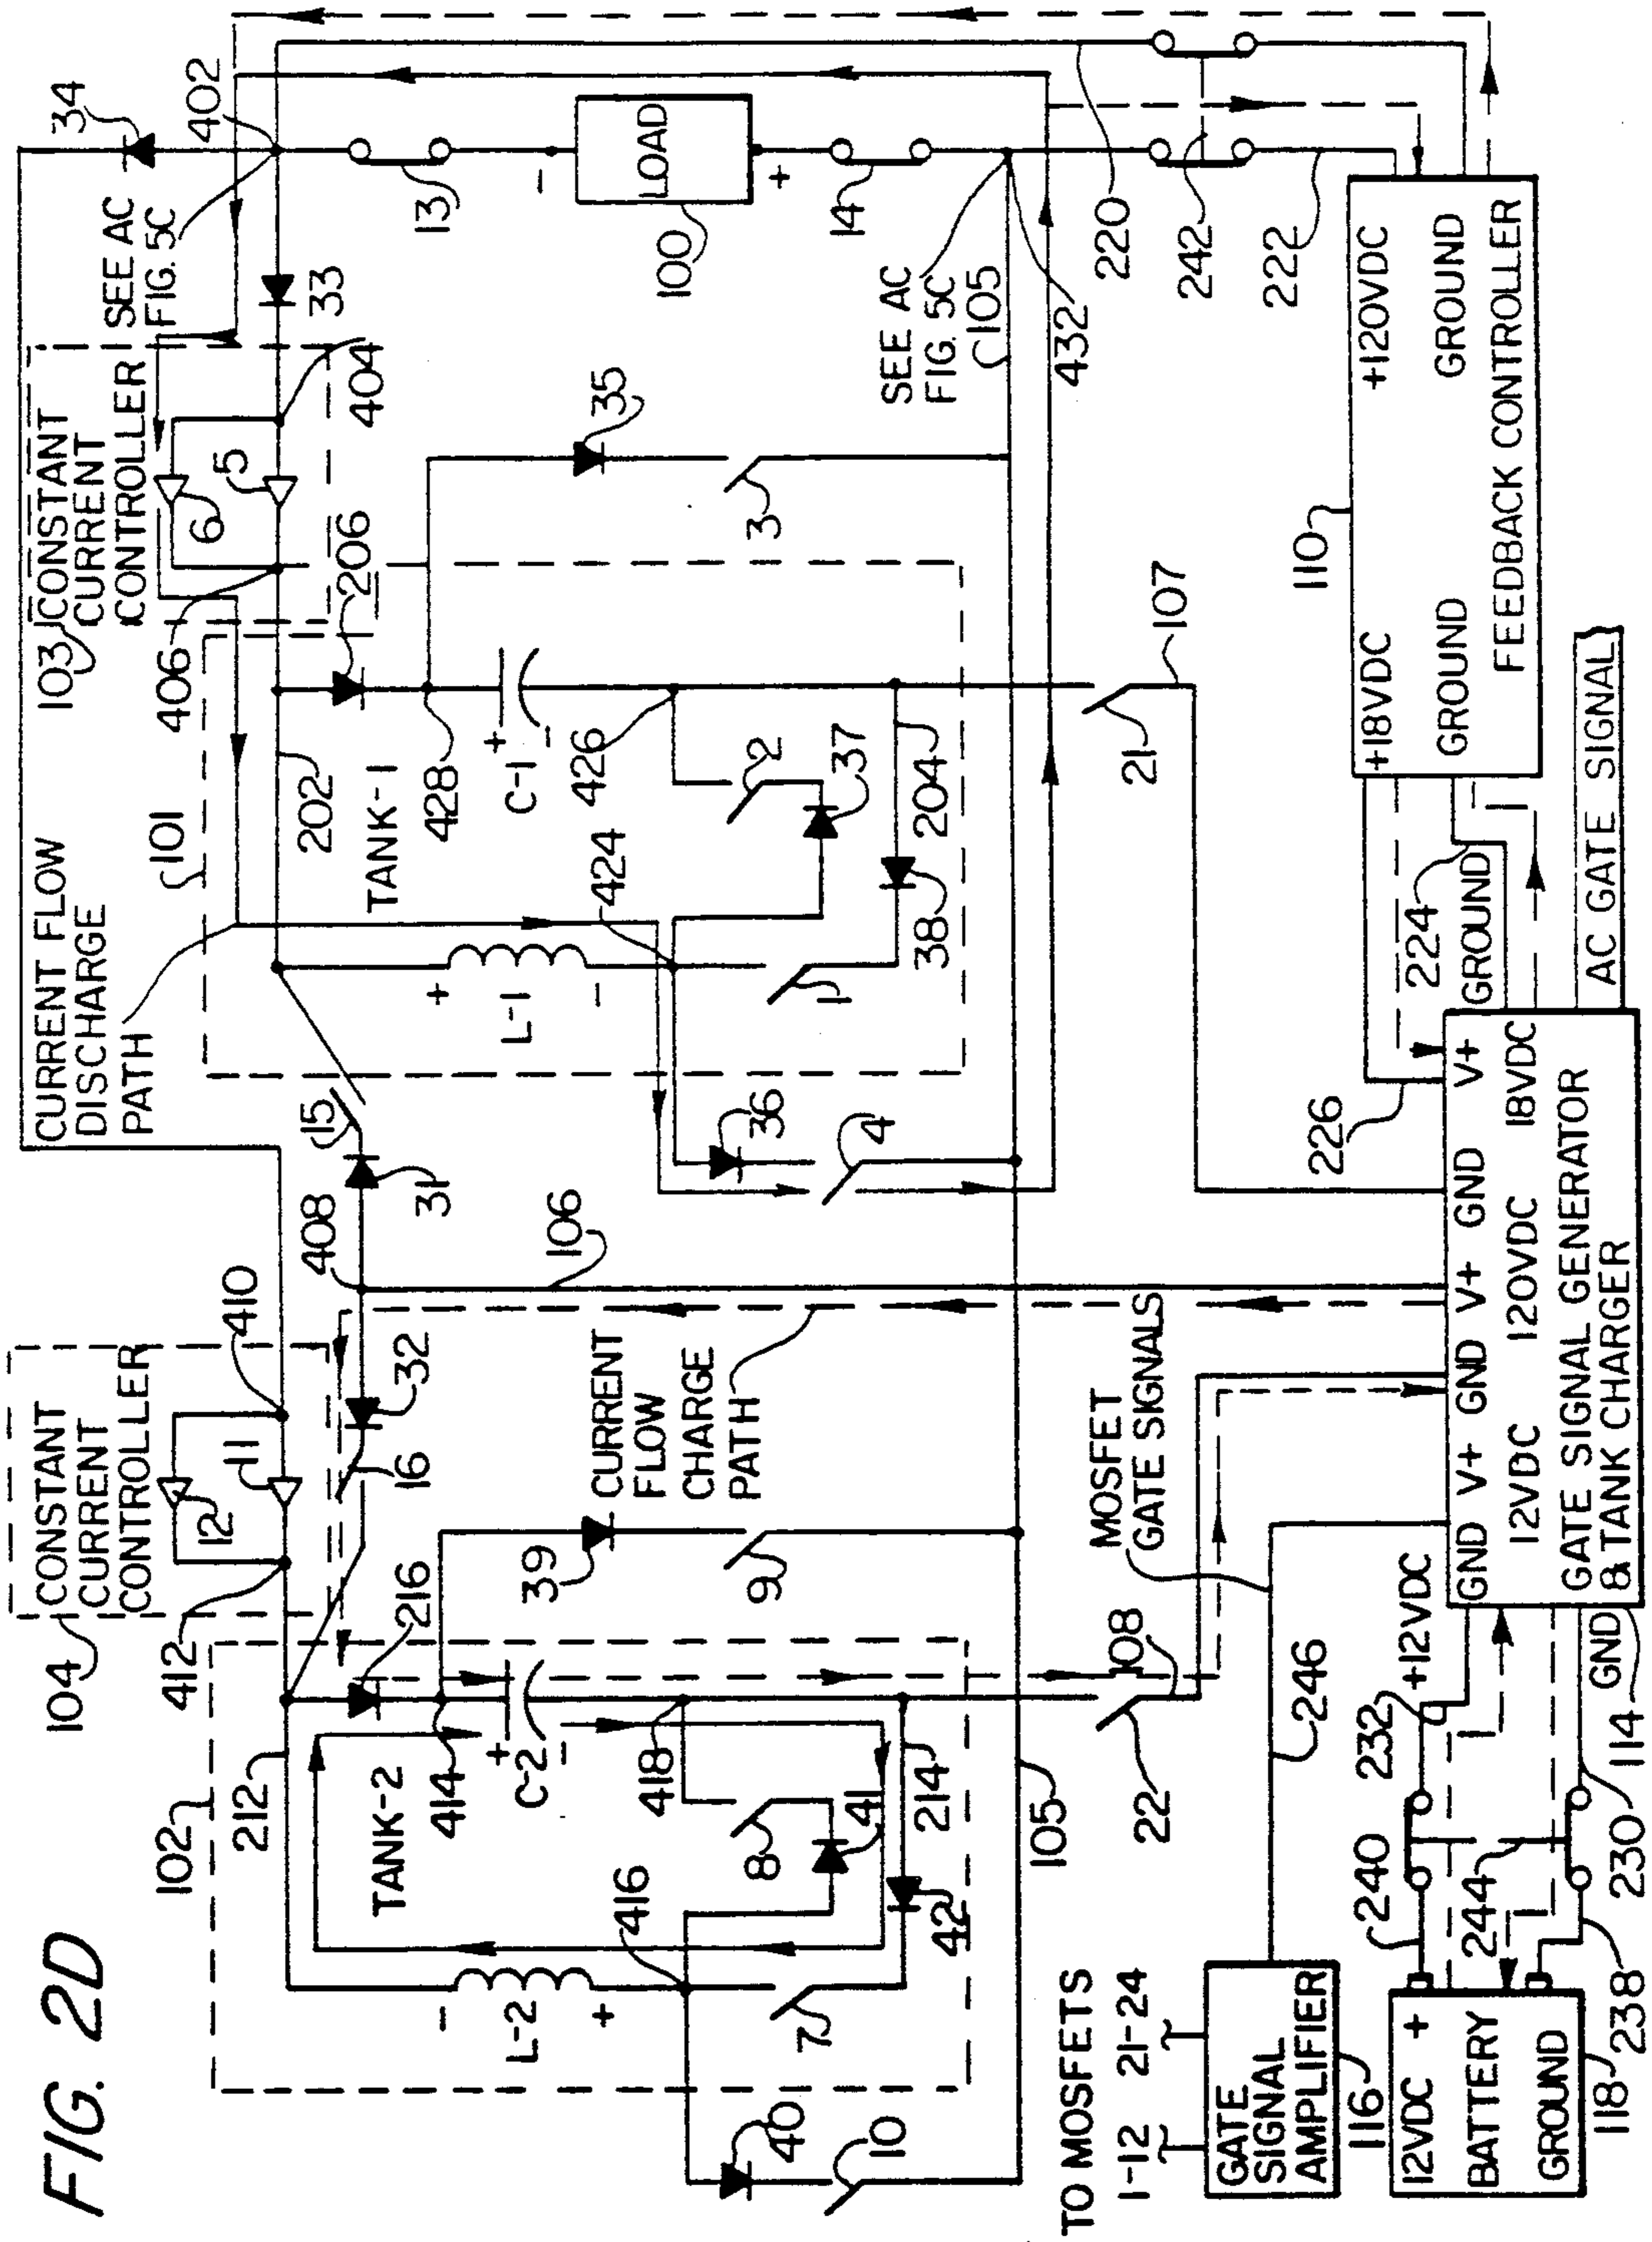 FIG. 2D
104
CONSTANT
CURRENT
CONTROLLER
12
11
410
412
102
212
216
TANK-2
414
C-2
+
-
418
L-2
-
+
416
8
41
7
42
214
40
10
39
9
16
32
408
31
15
106
CURRENT
FLOW
CHARGE
PATH
105
22
108
CURRENT FLOW
DISCHARGE
PATH
101
103
CONSTANT
CURRENT
CONTROLLER
6
5
404
406
206
202
TANK-1
428
C-1
+
-
426
L-1
+
-
424
2
37
1
38
204
36
4
35
3
21
107
34
402
SEE AC
FIG. 5C
33
13
-
LOAD
+
100
14
SEE AC
FIG. 5C
105
432
220
242
222
+120VDC
GROUND
+18VDC
GROUND
FEEDBACK CONTROLLER
110
224
GROUND
226
AC GATE SIGNAL
MOSFET
GATE SIGNALS
GND V+ GND V+ GND V+
12VDC 120VDC 18VDC
GATE SIGNAL GENERATOR
& TANK CHARGER
114
GND
+12VDC
232
246
240
244
230
238
TO MOSFETS
1-12 21-24
GATE
SIGNAL
AMPLIFIER
116
12VDC +
BATTERY
GROUND
118